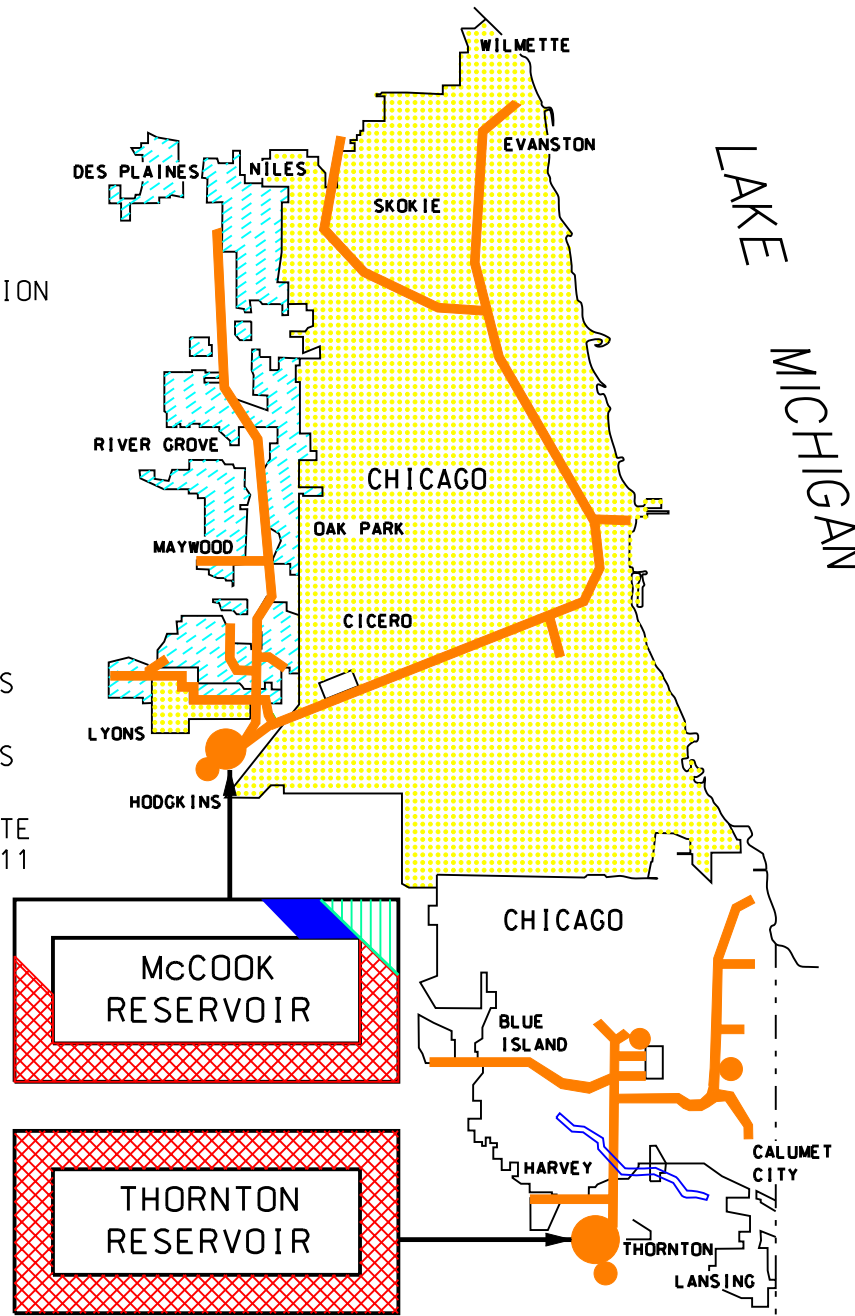 WILMETTE
EVANSTON
LAKE
MICHIGAN
DES PLAINES
NILES
SKOKIE
ION
RIVER GROVE
CHICAGO
OAK PARK
MAYWOOD
CICERO
S
LYONS
S
HODGKINS
TE
11
CHICAGO
McCOOK
RESERVOIR
BLUE
ISLAND
CALUMET
CITY
HARVEY
THORNTON
RESERVOIR
THORNTON
LANSING